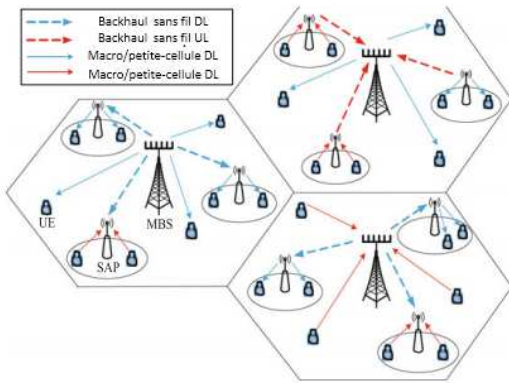 Backhaul sans fil DL
Backhaul sans fil UL
Macro/petite-cellule DL
Macro/petite-cellule DL
UE
MBS
SAP